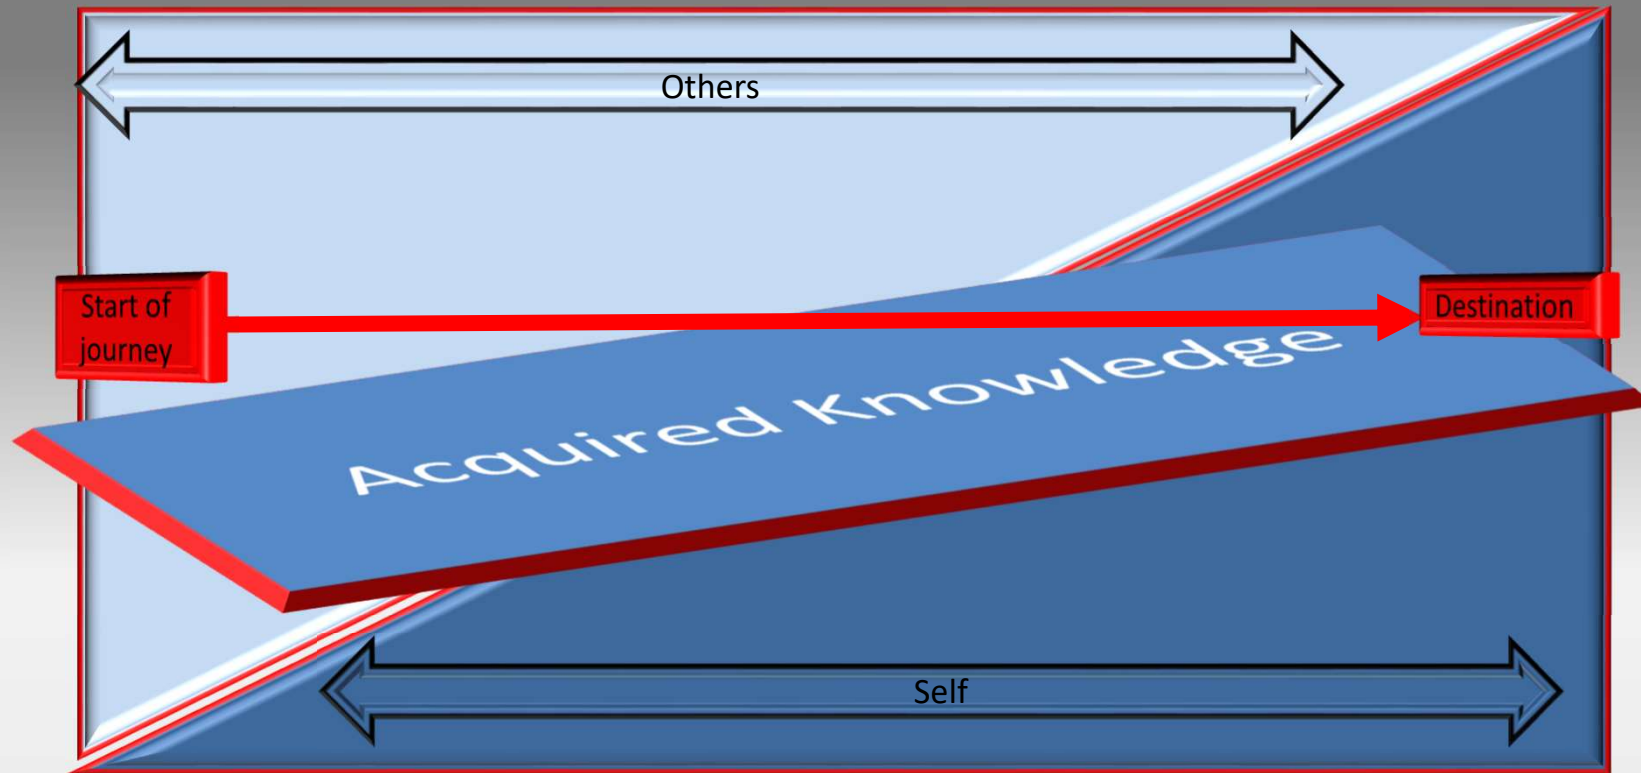 Others
Start of
journey
Destination
Acquired Knowledge
Self